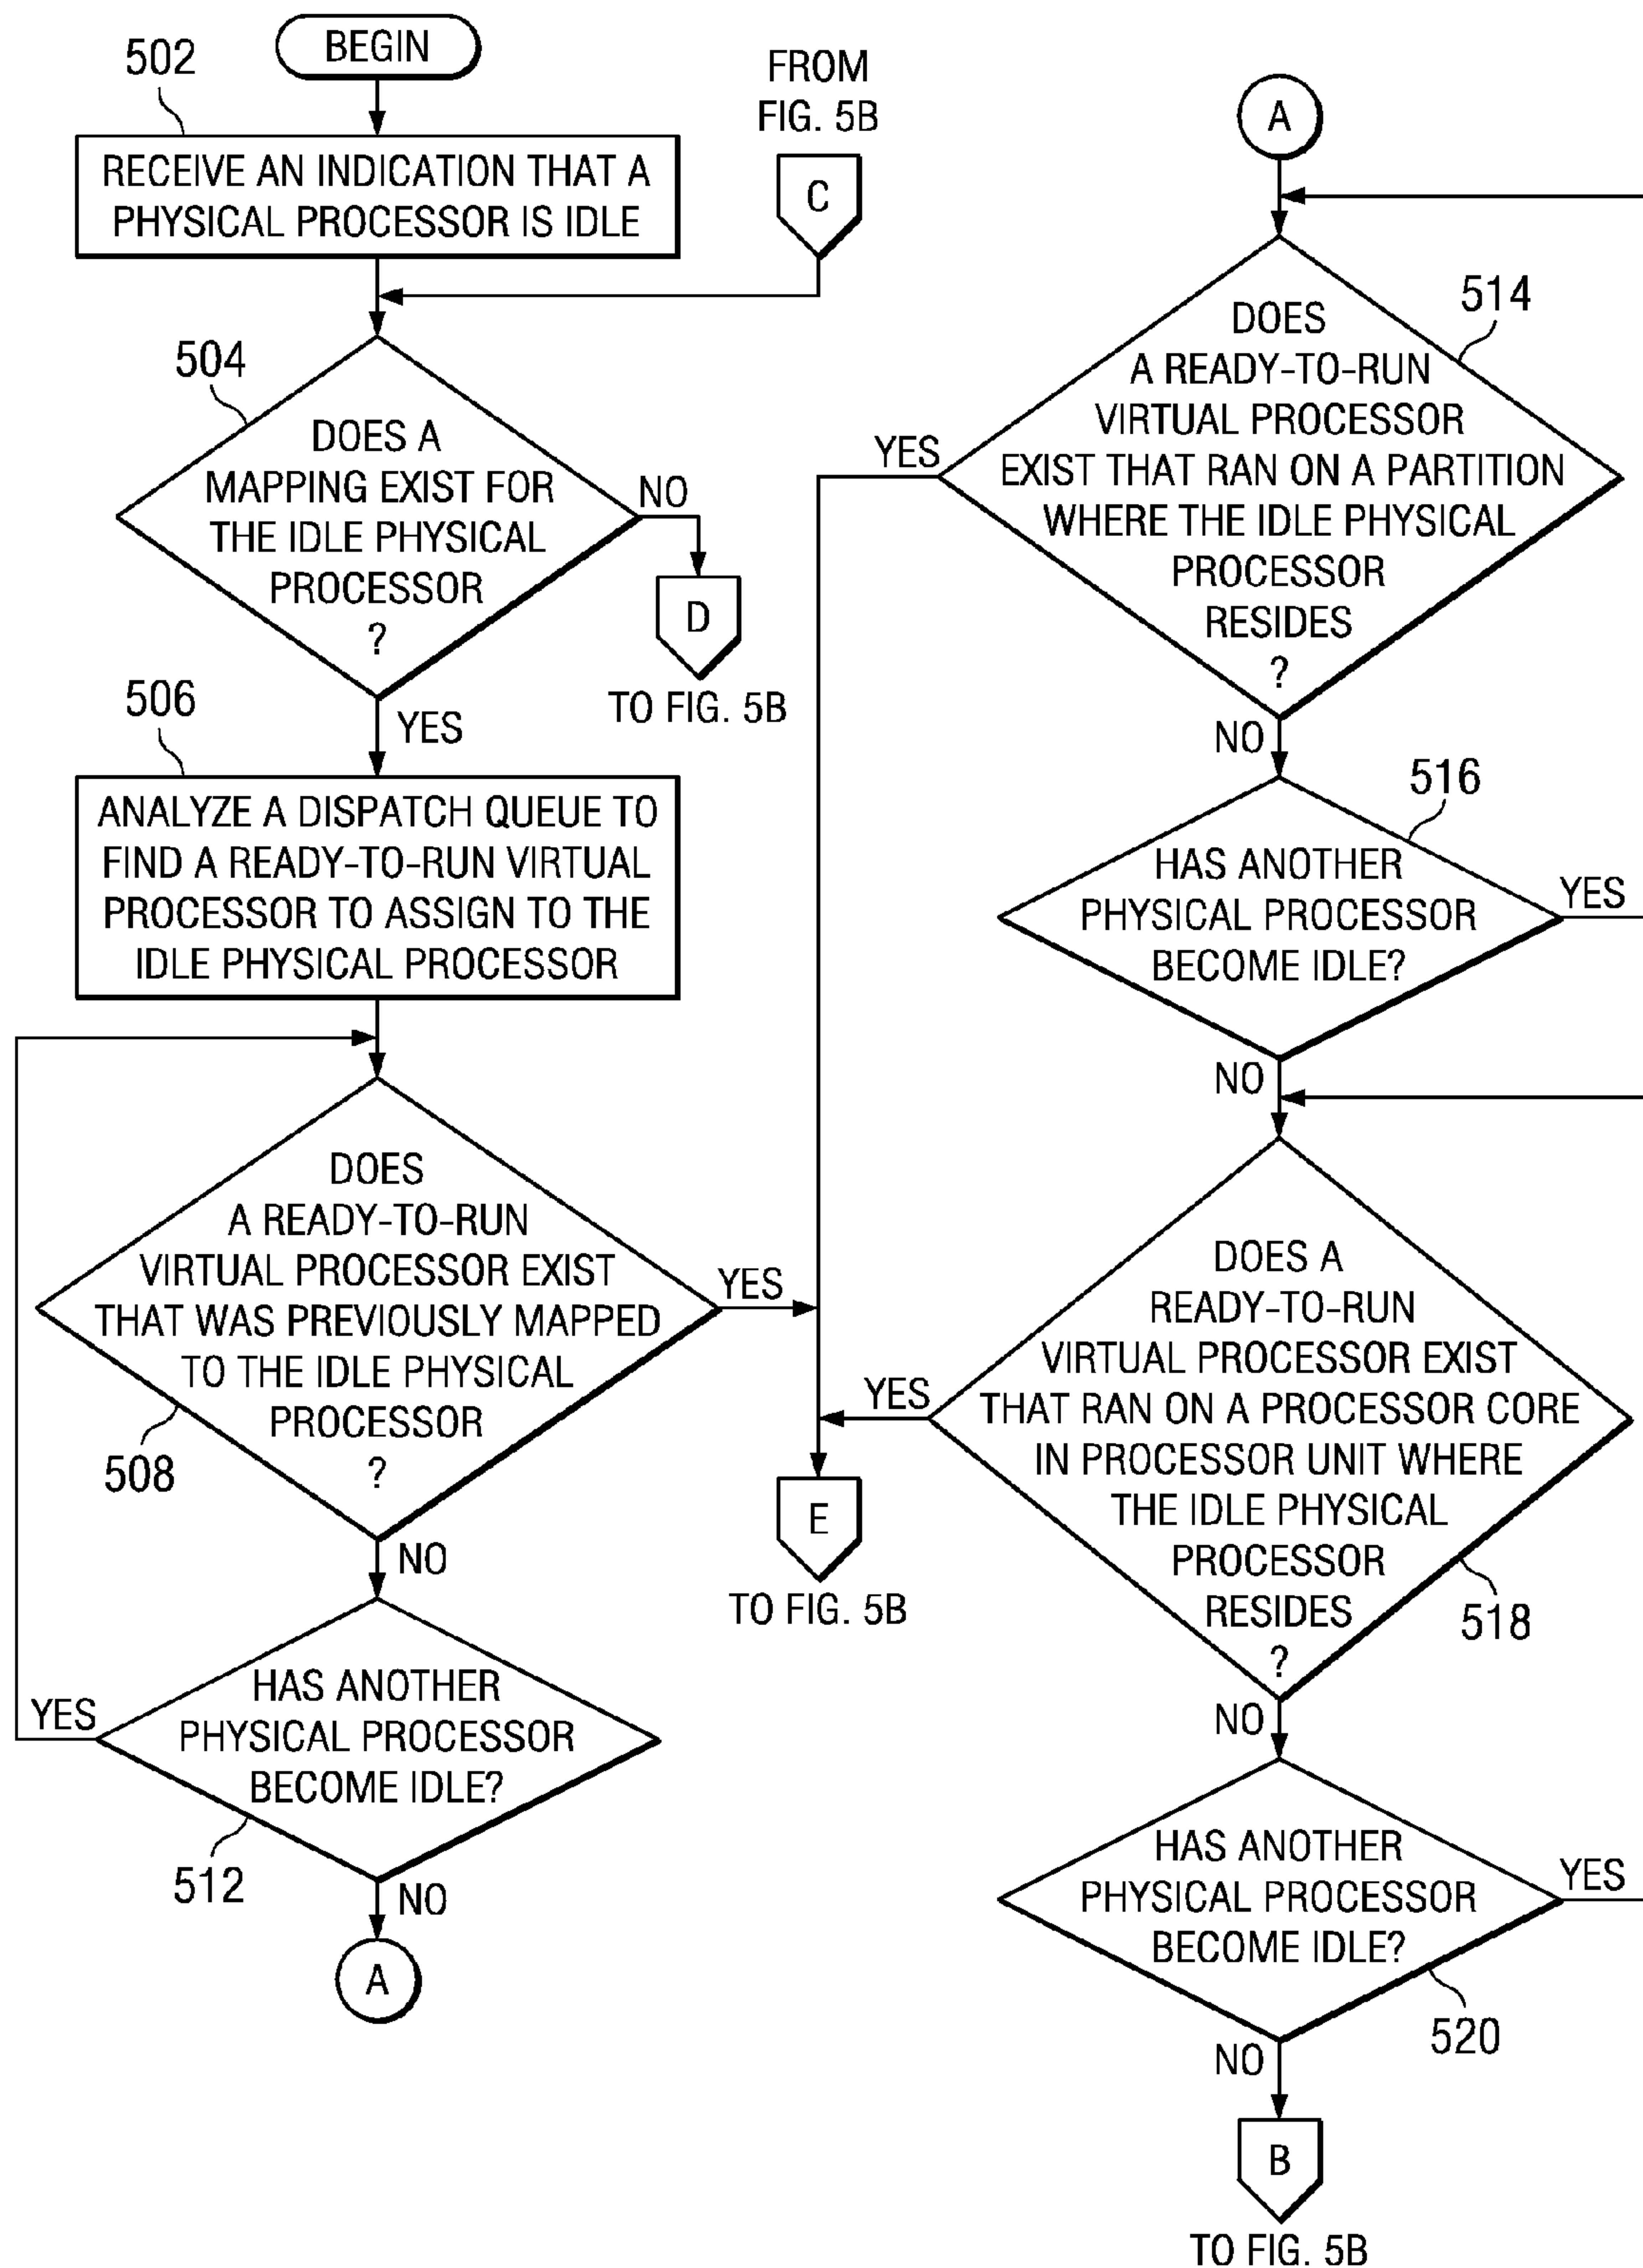 BEGIN
502
RECEIVE AN INDICATION THAT A
PHYSICAL PROCESSOR IS IDLE
FROM
FIG. 5B
C
504
DOES A
MAPPING EXIST FOR
THE IDLE PHYSICAL
PROCESSOR
?
NO
D
TO FIG. 5B
YES
506
ANALYZE A DISPATCH QUEUE TO
FIND A READY-TO-RUN VIRTUAL
PROCESSOR TO ASSIGN TO THE
IDLE PHYSICAL PROCESSOR
DOES
A READY-TO-RUN
VIRTUAL PROCESSOR EXIST
THAT WAS PREVIOUSLY MAPPED
TO THE IDLE PHYSICAL
PROCESSOR
?
508
YES
NO
HAS ANOTHER
PHYSICAL PROCESSOR
BECOME IDLE?
YES
512
NO
A
E
TO FIG. 5B
A
514
DOES
A READY-TO-RUN
VIRTUAL PROCESSOR
EXIST THAT RAN ON A PARTITION
WHERE THE IDLE PHYSICAL
PROCESSOR
RESIDES
?
YES
NO
516
HAS ANOTHER
PHYSICAL PROCESSOR
BECOME IDLE?
YES
NO
DOES A
READY-TO-RUN
VIRTUAL PROCESSOR EXIST
THAT RAN ON A PROCESSOR CORE
IN PROCESSOR UNIT WHERE
THE IDLE PHYSICAL
PROCESSOR
RESIDES
?
YES
518
NO
HAS ANOTHER
PHYSICAL PROCESSOR
BECOME IDLE?
YES
520
NO
B
TO FIG. 5B